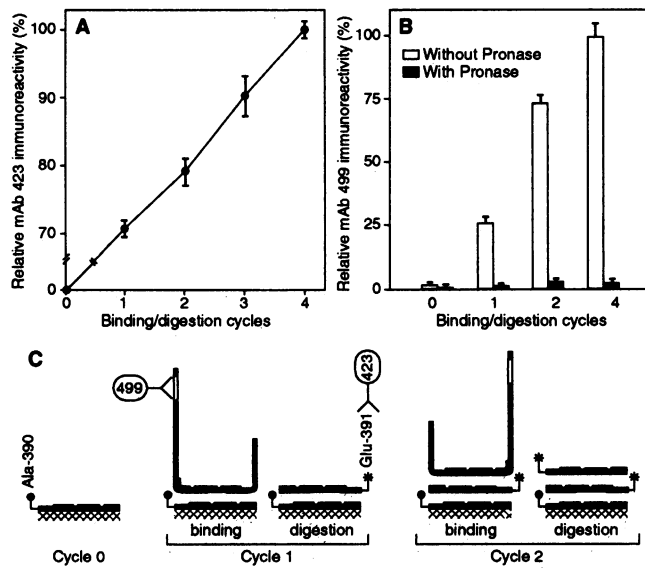 A
Relative mAb 423 immunoreactivity (%)
100
90
80
70
0
0 1 2 3 4
Binding/digestion cycles
B
Relative mAb 499 immunoreactivity (%)
100
75
50
25
0
Without Pronase
With Pronase
0 1 2 4
Binding/digestion cycles
C
Ala-390
Cycle 0
499
binding
digestion
Glu-391
423
Cycle 1
binding
digestion
Cycle 2